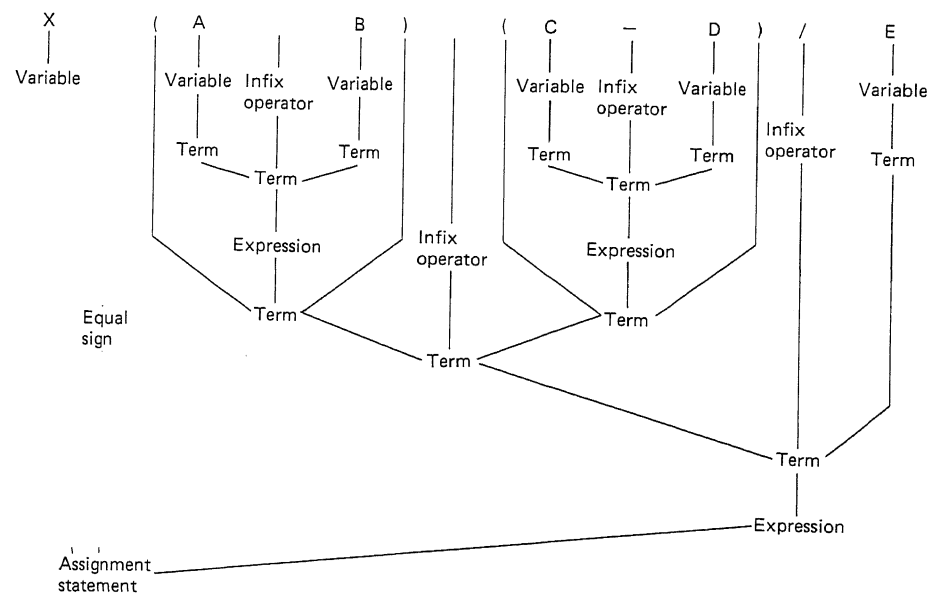 X ( A B ) ( C − D ) / E
Variable Variable Infix operator Variable Variable Infix operator Variable Infix operator Variable
Term Term Term Term Term
Term Term
Expression Infix operator Expression
Equal sign Term Term
Term
Term
Expression
Assignment
statement